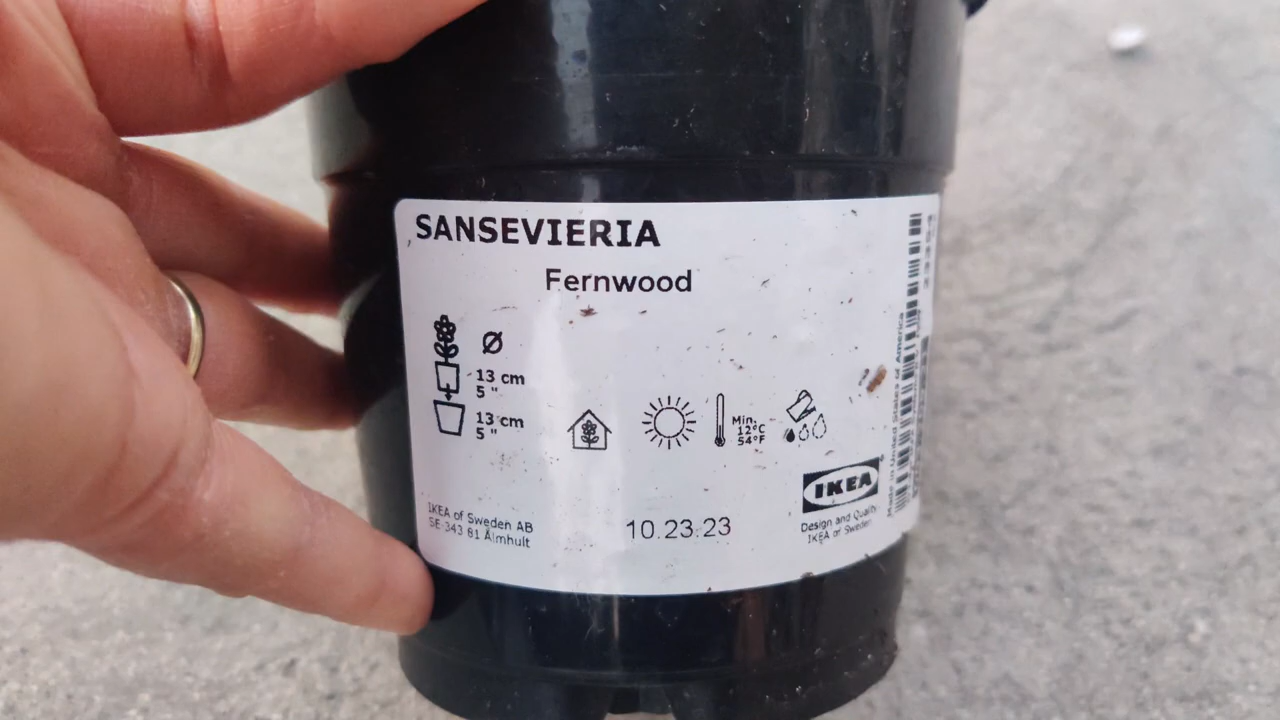 SANSEVIERIA
Fernwood
Ø
13 cm
5 "
13 cm
5 "
Min.
12°C
54°F
IKEA of Sweden AB
SE-343 81 Älmhult
10.23.23
IKEA
Design and Quality
IKEA of Sweden
Made in United States of America